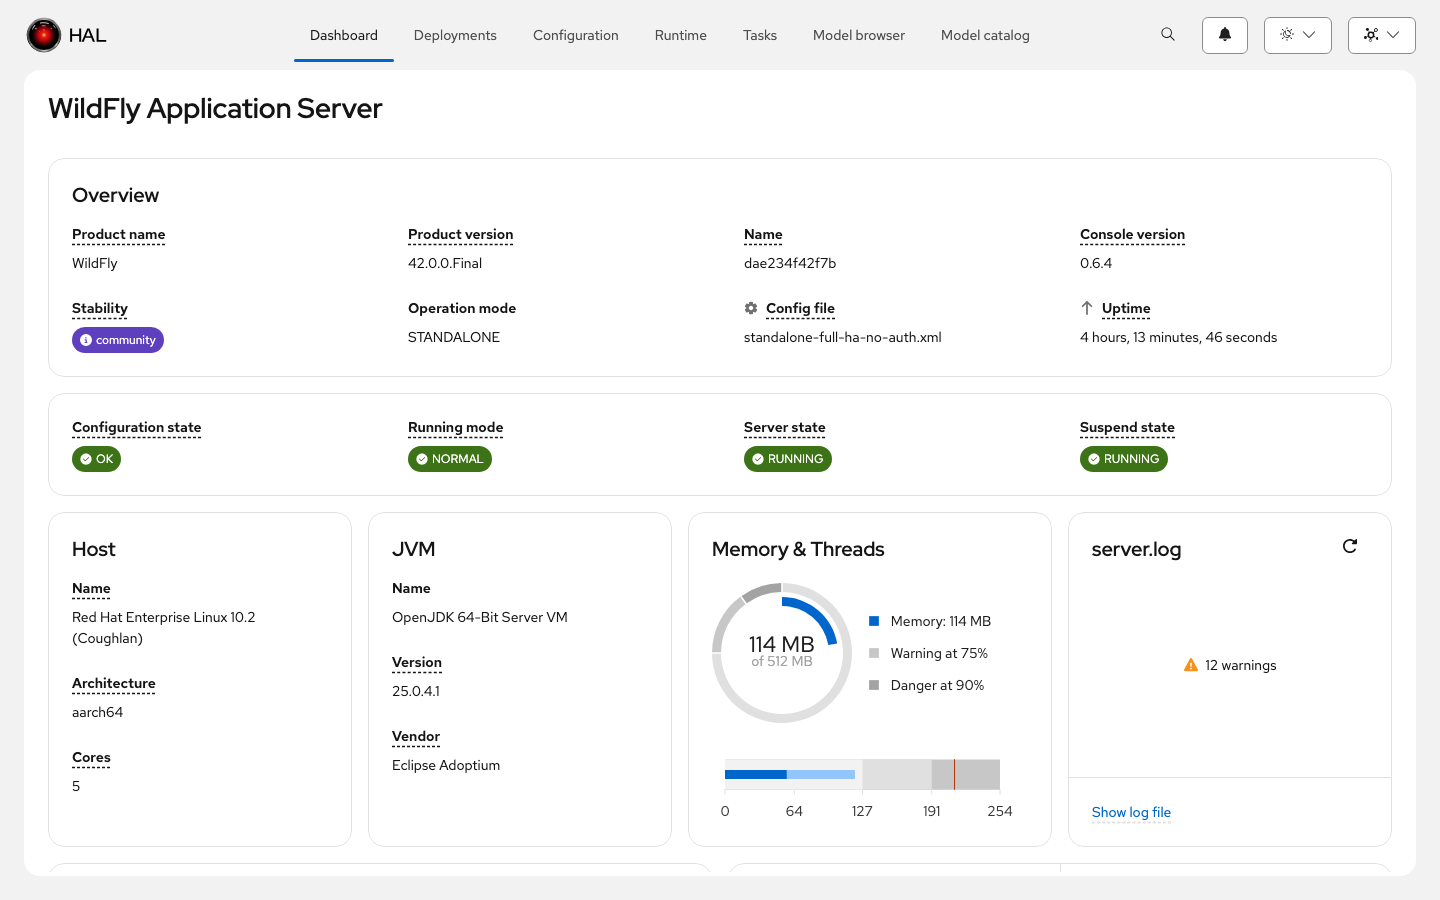 HAL
Dashboard
Deployments
Configuration
Runtime
Tasks
Model browser
Model catalog
WildFly Application Server
Overview
Product name
WildFly
Product version
42.0.0.Final
Name
dae234f42f7b
Console version
0.6.4
Stability
community
Operation mode
STANDALONE
Config file
standalone-full-ha-no-auth.xml
Uptime
4 hours, 13 minutes, 46 seconds
Configuration state
OK
Running mode
NORMAL
Server state
RUNNING
Suspend state
RUNNING
Host
Name
Red Hat Enterprise Linux 10.2
(Coughlan)
Architecture
aarch64
Cores
5
JVM
Name
OpenJDK 64-Bit Server VM
Version
25.0.4.1
Vendor
Eclipse Adoptium
Memory & Threads
114 MB
of 512 MB
Memory: 114 MB
Warning at 75%
Danger at 90%
0
64
127
191
254
server.log
12 warnings
Show log file